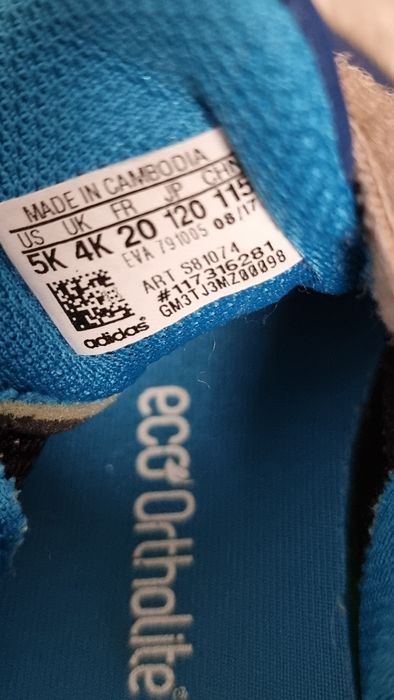 MADE IN CAMBODIA
US UK FR JP CHN
5K 4K 20 120 115
EVA 791005 08/17
ART S81074
#117316281
GM3TJ3MZ00098
adidas®
eco Ortholite®